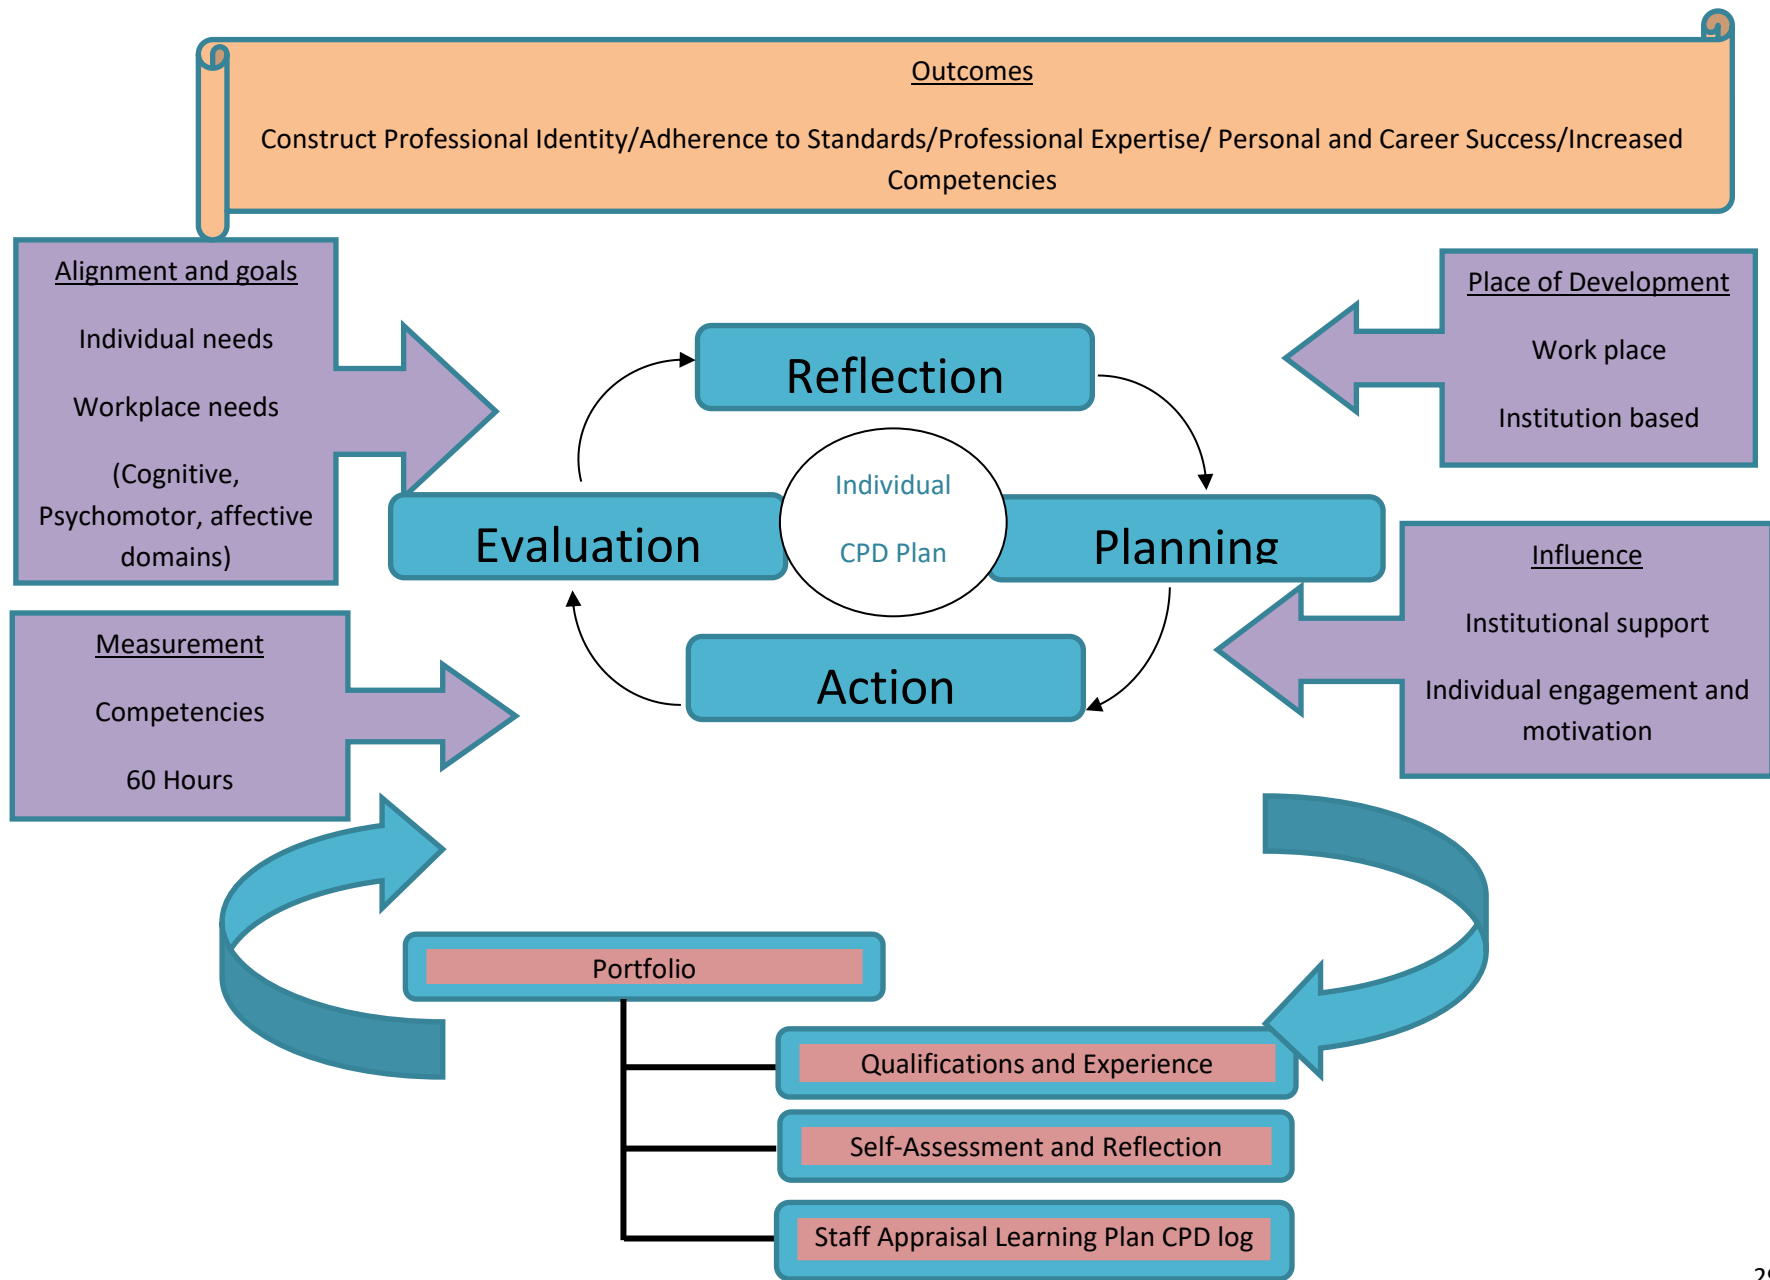 Outcomes
Construct Professional Identity/Adherence to Standards/Professional Expertise/ Personal and Career Success/Increased
Competencies
Alignment and goals
Individual needs
Workplace needs
(Cognitive,
Psychomotor, affective
domains)
Place of Development
Work place
Institution based
Reflection
Individual
CPD Plan
Evaluation
Planning
Action
Influence
Institutional support
Individual engagement and
motivation
Measurement
Competencies
60 Hours
Portfolio
Qualifications and Experience
Self-Assessment and Reflection
Staff Appraisal Learning Plan CPD log